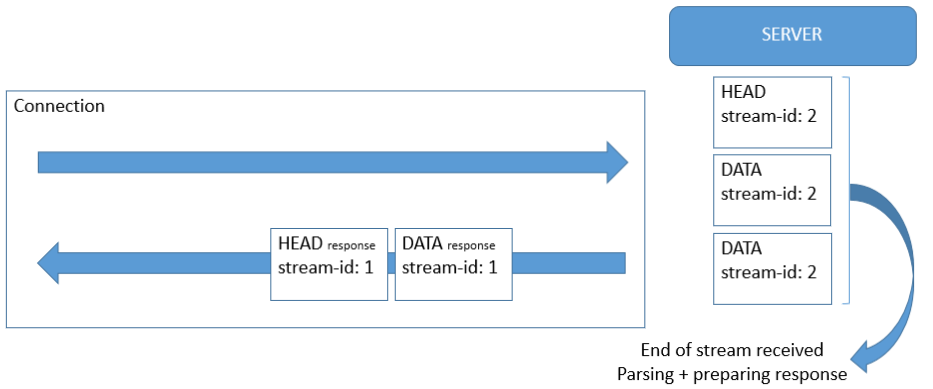 SERVER
Connection
HEAD
stream-id: 2
DATA
stream-id: 2
HEAD response
stream-id: 1
DATA response
stream-id: 1
DATA
stream-id: 2
End of stream received
Parsing + preparing response